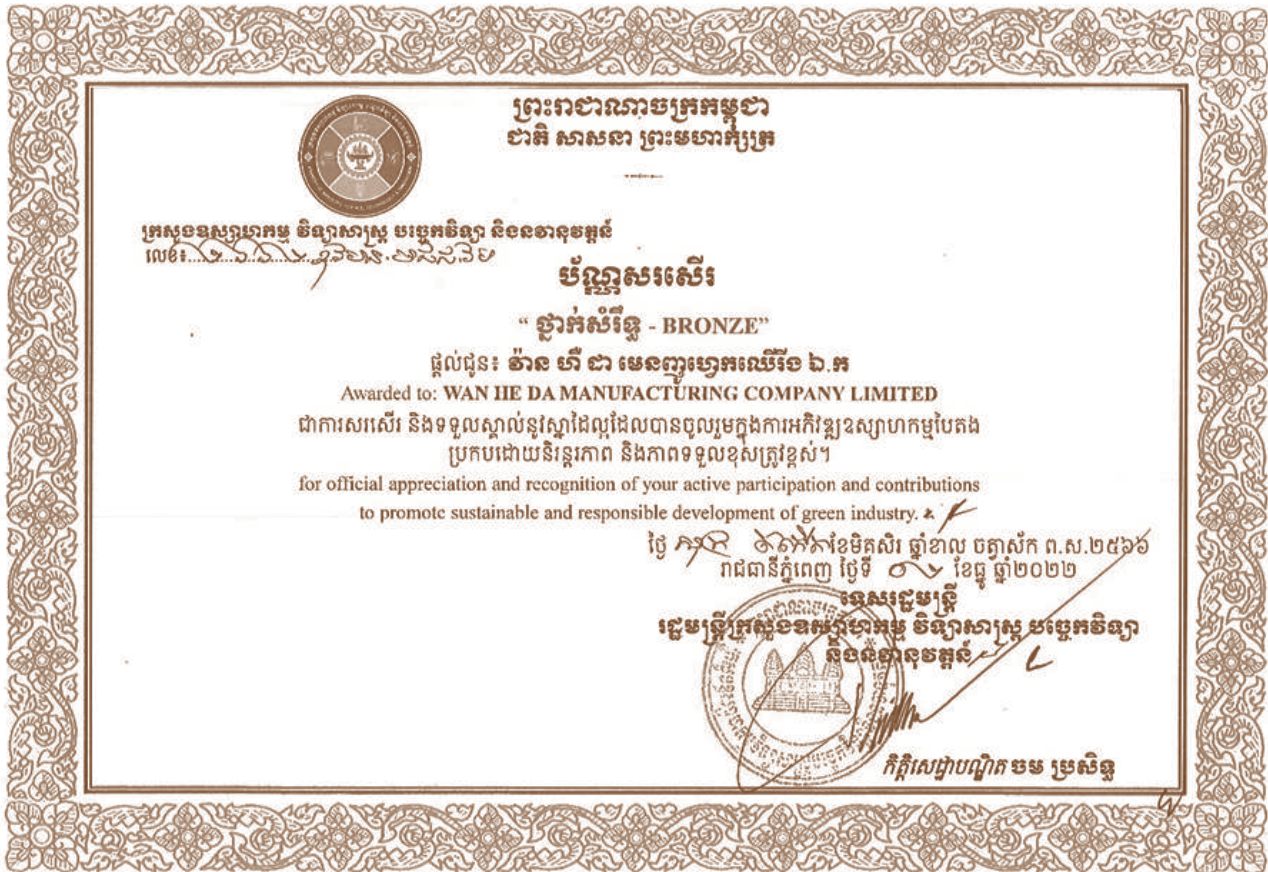 ព្រះរាជាណាចក្រកម្ពុជា
ជាតិ សាសនា ព្រះមហាក្សត្រ
ក្រសួងឧស្សាហកម្ម វិទ្យាសាស្ត្រ បច្ចេកវិទ្យា និងនវានុវត្តន៍
លេខ៖
ប័ណ្ណសរសើរ
“ ថ្នាក់សំរឹទ្ធ - BRONZE”
ផ្តល់ជូន៖ វ៉ាន ហឺ ដា មេនញូហ្វេកឈើរីង ឯ.ក
Awarded to: WAN HE DA MANUFACTURING COMPANY LIMITED
ជាការសរសើរ និងទទួលស្គាល់នូវស្នាដៃល្អដែលបានចូលរួមក្នុងការអភិវឌ្ឍឧស្សាហកម្មបៃតង
ប្រកបដោយនិរន្តរភាព និងភាពទទួលខុសត្រូវខ្ពស់។
for official appreciation and recognition of your active participation and contributions
to promote sustainable and responsible development of green industry.
ថ្ងៃ ខែមិគសិរ ឆ្នាំខាល ចត្វាស័ក ព.ស.២៥៦៦
រាជធានីភ្នំពេញ ថ្ងៃទី ខែធ្នូ ឆ្នាំ២០២២
ទេសរដ្ឋមន្ត្រី
រដ្ឋមន្ត្រីក្រសួងឧស្សាហកម្ម វិទ្យាសាស្ត្រ បច្ចេកវិទ្យា
និងនវានុវត្តន៍
កិត្តិសេដ្ឋាបណ្ឌិត ចម ប្រសិទ្ធ